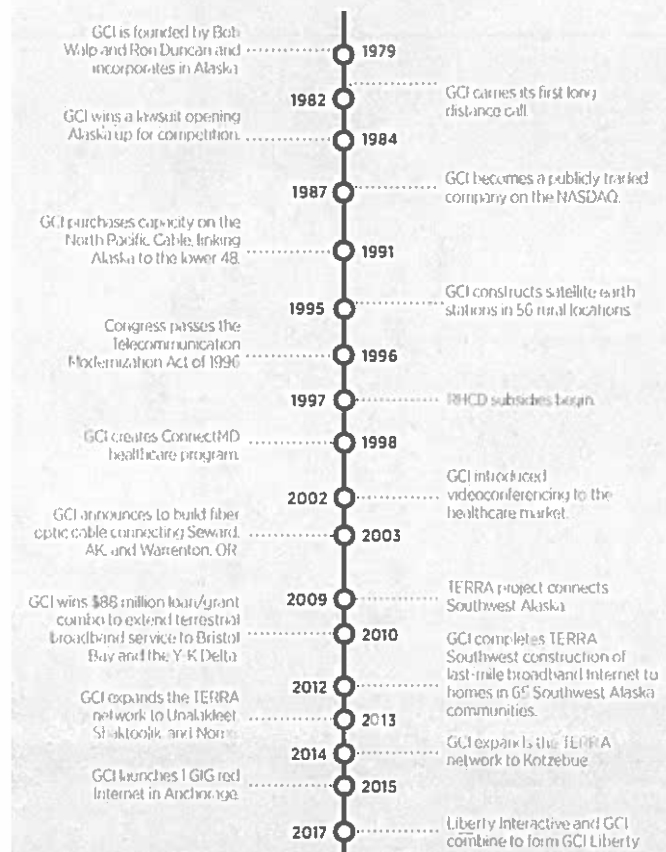 GCI is founded by Bob
Walp and Ron Duncan and
incorporates in Alaska
1979
1982
GCI carries its first long
distance call.
GCI wins a lawsuit opening
Alaska up for competition.
1984
1987
GCI becomes a publicly traded
company on the NASDAQ.
GCI purchases capacity on the
North Pacific Cable, linking
Alaska to the lower 48.
1991
1995
GCI constructs satellite earth
stations in 56 rural locations
Congress passes the
Telecommunication
Modernization Act of 1996
1996
1997
RHCD subsidies begin.
GCI creates ConnectMD
healthcare program.
1998
2002
GCI introduced
videoconferencing to the
healthcare market.
GCI announces to build fiber
optic cable connecting Seward,
AK, and Warrenton, OR
2003
2009
TERRA project connects
Southwest Alaska
GCI wins $88 million loan/grant
combo to extend terrestrial
broadband service to Bristol
Bay and the Y-K Delta
2010
2012
GCI completes TERRA
Southwest construction of
last-mile broadband Internet to
homes in Southwest Alaska
communities.
GCI expands the TERRA
network to Unalakleet,
Shaktoolik, and Nome
2013
2014
GCI expands the TERRA
network to Kotzebue
GCI launches 1 GIG red
Internet in Anchorage.
2015
2017
Liberty Interactive and GCI
combine to form GCI Liberty